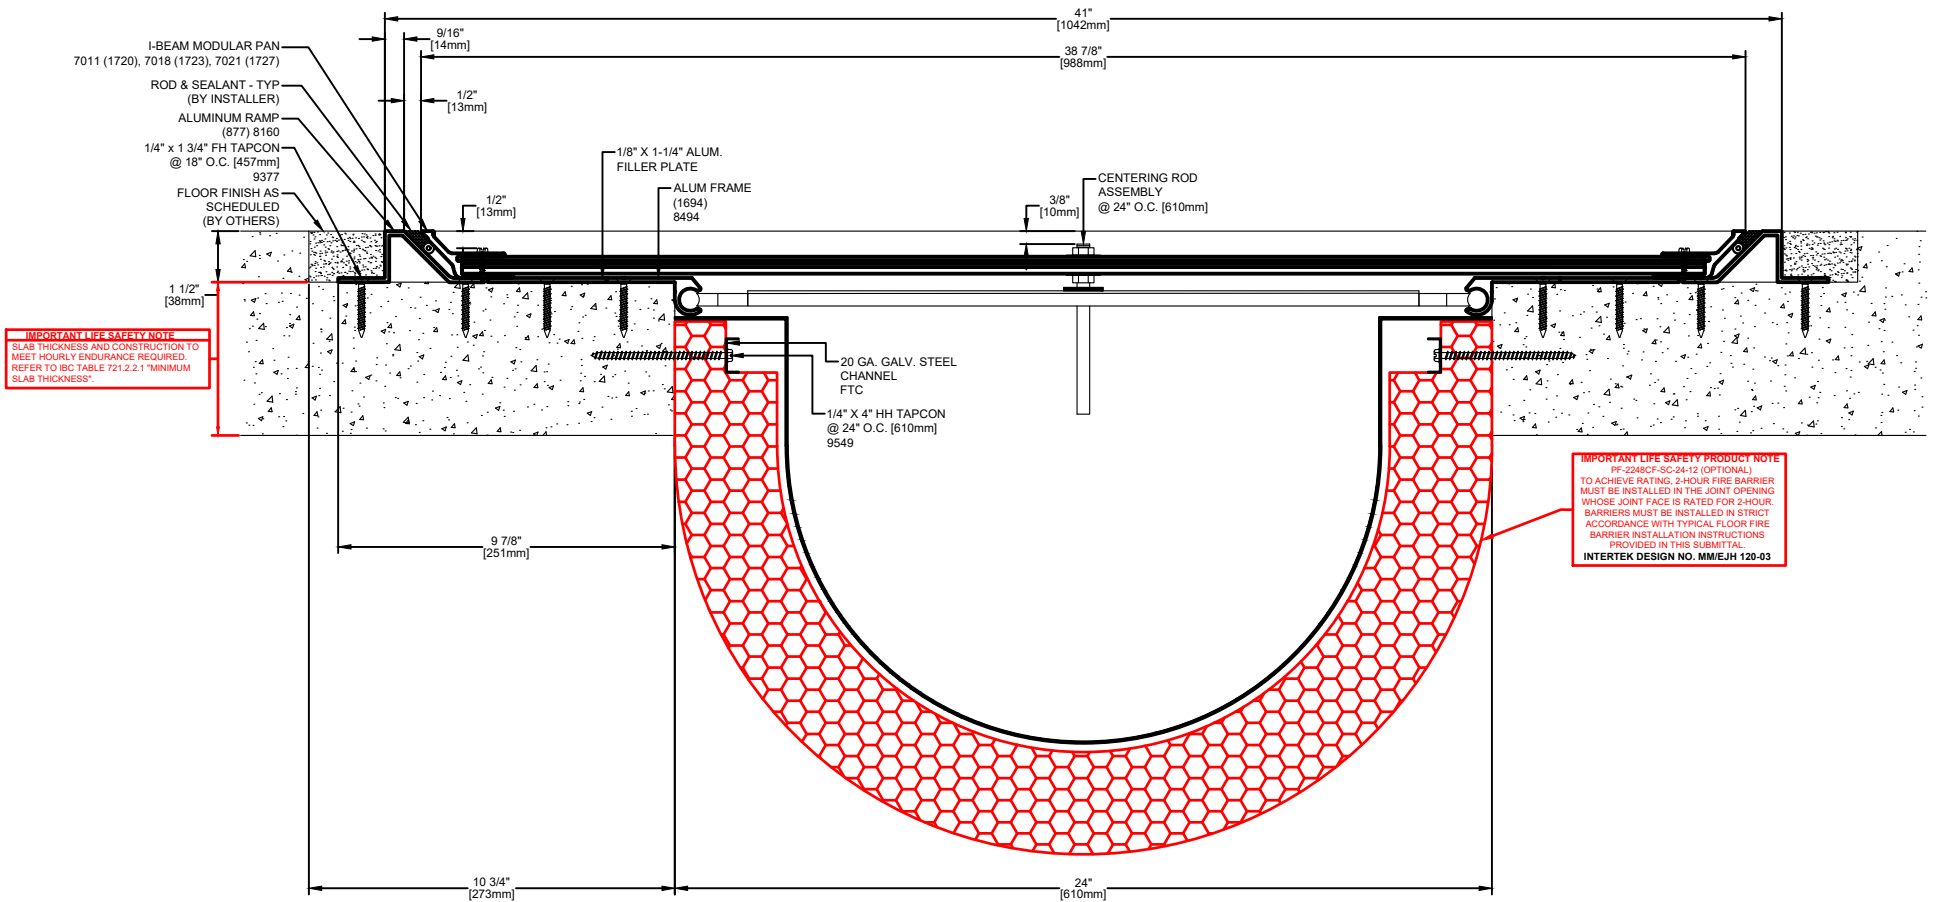 41"
[1042mm]
9/16"
[14mm]
38 7/8"
[988mm]
I-BEAM MODULAR PAN
7011 (1720), 7018 (1723), 7021 (1727)
ROD & SEALANT - TYP
(BY INSTALLER)
ALUMINUM RAMP
(877) 8160
1/4" x 1 3/4" FH TAPCON
@ 18" O.C. [457mm]
9377
FLOOR FINISH AS
SCHEDULED
(BY OTHERS)
1/2"
[13mm]
1/8" X 1-1/4" ALUM.
FILLER PLATE
ALUM FRAME
(1694)
8494
1/2"
[13mm]
3/8"
[10mm]
CENTERING ROD
ASSEMBLY
@ 24" O.C. [610mm]
1 1/2"
[38mm]
IMPORTANT LIFE SAFETY NOTE
SLAB THICKNESS AND CONSTRUCTION TO
MEET HOURLY ENDURANCE REQUIRED.
REFER TO IBC TABLE 721.2.2.1 "MINIMUM
SLAB THICKNESS".
20 GA. GALV. STEEL
CHANNEL
FTC
1/4" X 4" HH TAPCON
@ 24" O.C. [610mm]
9549
IMPORTANT LIFE SAFETY PRODUCT NOTE
PF-2248CF-SC-24-12 (OPTIONAL)
TO ACHIEVE RATING, 2-HOUR FIRE BARRIER
MUST BE INSTALLED IN THE JOINT OPENING
WHOSE JOINT FACE IS RATED FOR 2-HOUR.
BARRIERS MUST BE INSTALLED IN STRICT
ACCORDANCE WITH TYPICAL FLOOR FIRE
BARRIER INSTALLATION INSTRUCTIONS
PROVIDED IN THIS SUBMITTAL.
INTERTEK DESIGN NO. MM/EJH 120-03
9 7/8"
[251mm]
10 3/4"
[273mm]
24"
[610mm]